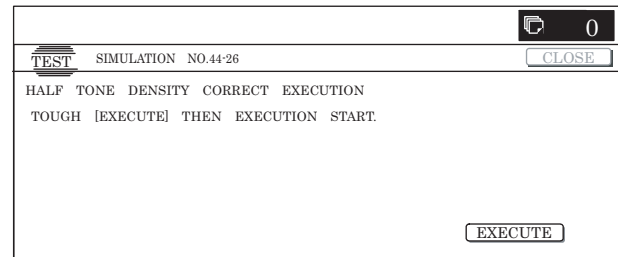 0
TEST SIMULATION NO.44-26 CLOSE
HALF TONE DENSITY CORRECT EXECUTION
TOUGH [EXECUTE] THEN EXECUTION START.
EXECUTE